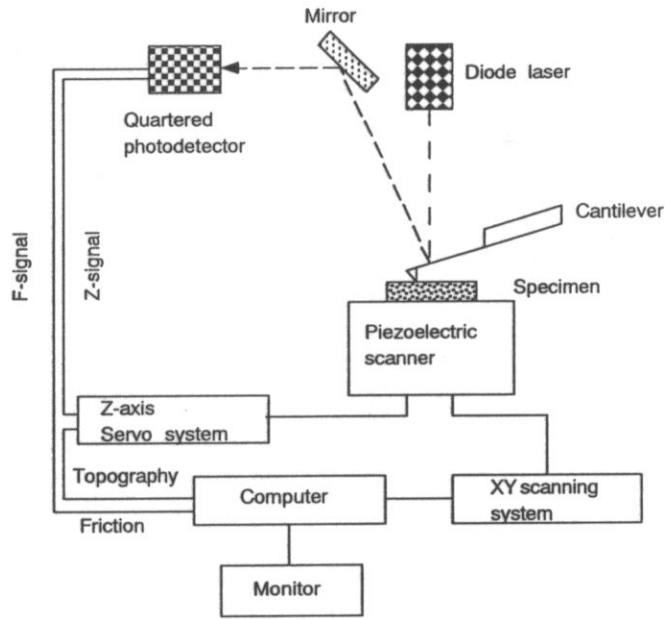 Mirror
Diode laser
Quartered
photodetector
Cantilever
F-signal
Z-signal
Specimen
Piezoelectric
scanner
Z-axis
Servo system
Topography
Computer
XY scanning
system
Friction
Monitor